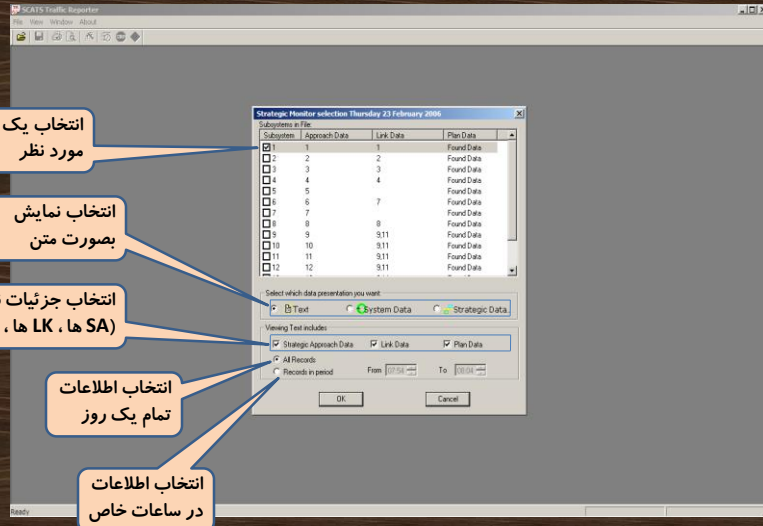 SCATS Traffic Reporter
File View Window About
Strategic Monitor selection Thursday 23 February 2006
Subsystems in File:
Subsystem Approach Data Link Data Plan Data
1 1 1 Found Data
2 2 2 Found Data
3 3 3 Found Data
4 4 4 Found Data
5 5 Found Data
6 6 7 Found Data
7 7 Found Data
8 8 8 Found Data
9 9 9,11 Found Data
10 10 9,11 Found Data
11 11 9,11 Found Data
12 12 9,11 Found Data
Select which data presentation you want:
Text System Data Strategic Data
Viewing Text includes
Strategic Approach Data Link Data Plan Data
All Records
Records in period From 07:54 To 08:04
OK Cancel
انتخاب یک
مورد نظر
انتخاب نمایش
بصورت متن
انتخاب جزئیات
(SA ها ، LK ها ،
انتخاب اطلاعات
تمام یک روز
انتخاب اطلاعات
در ساعات خاص
Ready